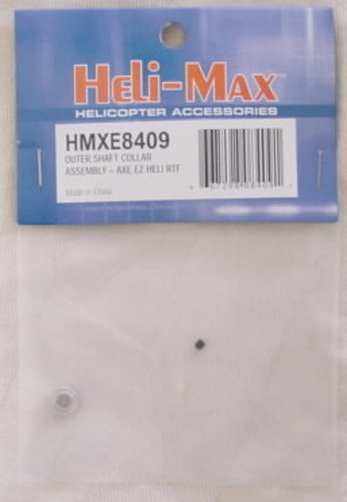 Heli-Max
HELICOPTER ACCESSORIES
HMXE8409
OUTER SHAFT COLLAR
ASSEMBLY – AXE EZ HELI RTF
Made in China